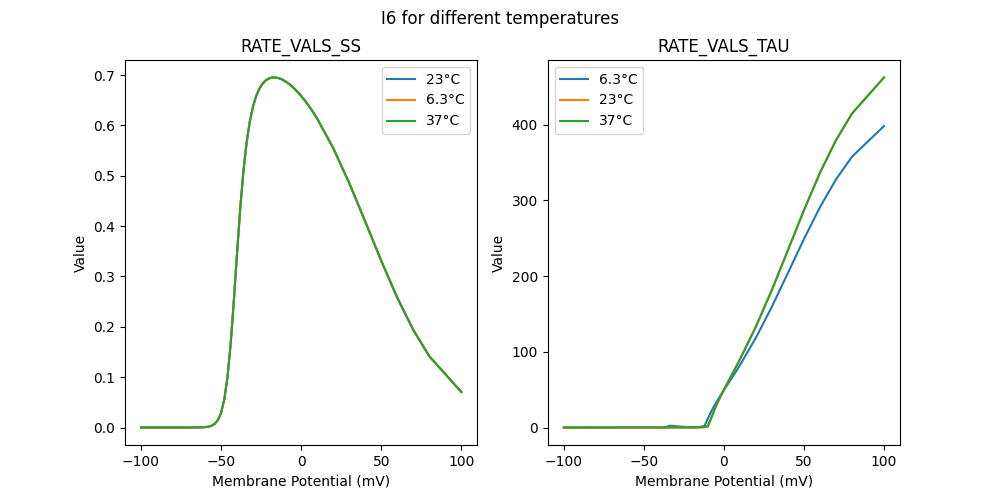 I6 for different temperatures
RATE_VALS_SS
0.7
0.6
0.5
0.4
0.3
0.2
0.1
0.0
Value
−100
−50
0
50
100
Membrane Potential (mV)
23°C
6.3°C
37°C
RATE_VALS_TAU
400
300
200
100
0
Value
−100
−50
0
50
100
Membrane Potential (mV)
6.3°C
23°C
37°C